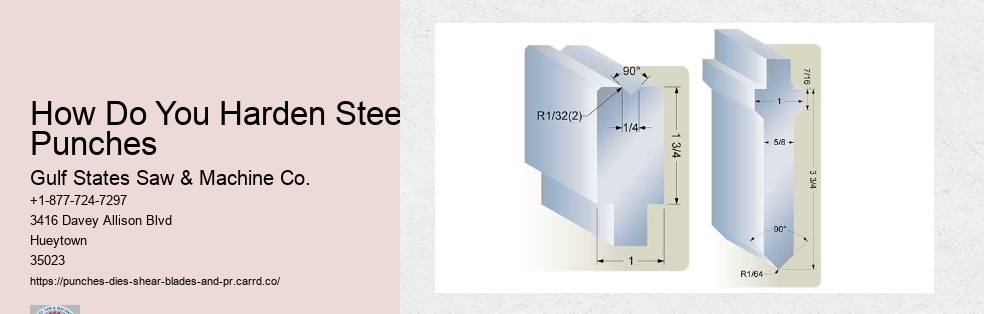 How Do You Harden Stee
Punches
Gulf States Saw & Machine Co.
+1-877-724-7297
3416 Davey Allison Blvd
Hueytown
35023
https://punches-dies-shear-blades-and-pr.carrd.co/
90°
R1/32(2)
1/4
1 3/4
1
7/16
1
5/8
3 3/4
90°
R1/64